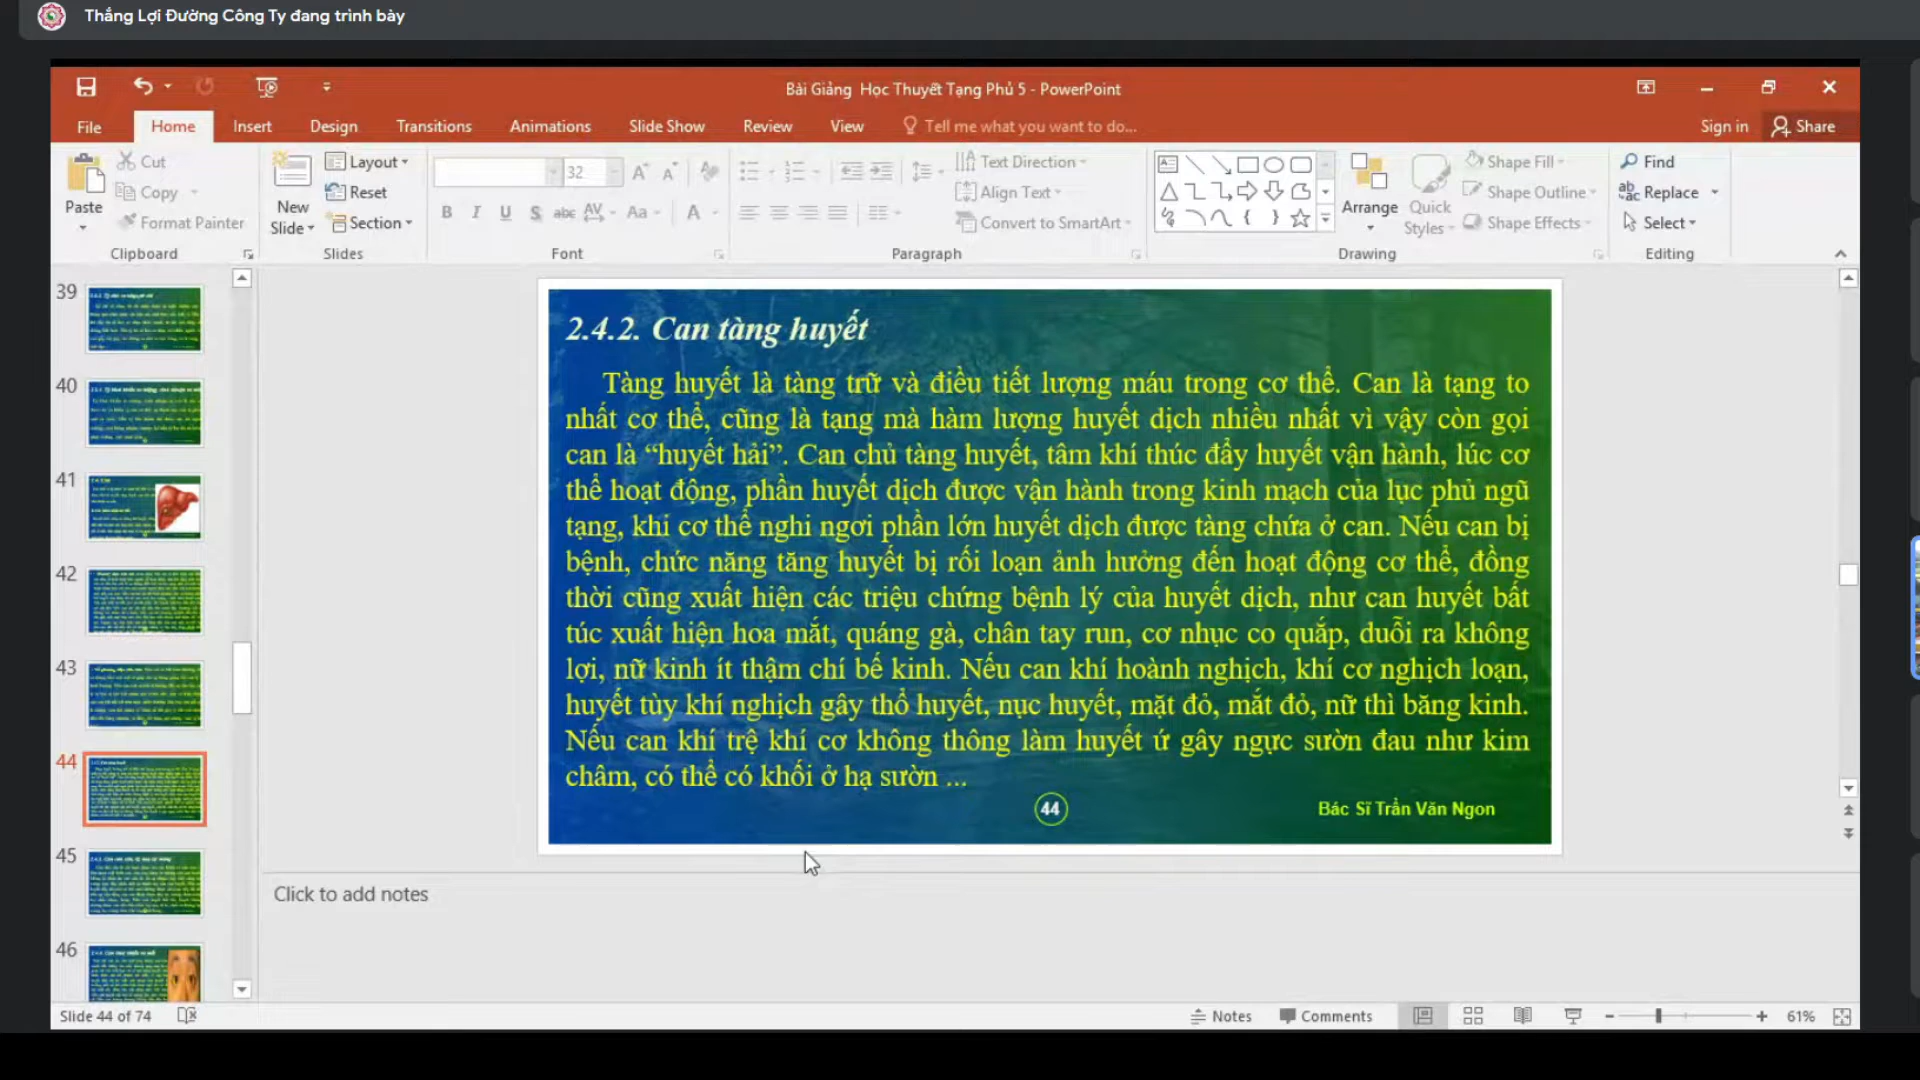 Thắng Lợi Đường Công Ty đang trình bày
Bài Giảng Học Thuyết Tạng Phủ 5 - PowerPoint
File
Home
Insert
Design
Transitions
Animations
Slide Show
Review
View
Tell me what you want to do...
Sign in
Share
Paste
Cut
Copy
Format Painter
Clipboard
New
Slide
Layout
Reset
Section
Slides
32
B I U S abc AV Aa A
Font
Text Direction
Align Text
Convert to SmartArt
Paragraph
Arrange
Quick
Styles
Shape Fill
Shape Outline
Shape Effects
Drawing
Find
Replace
Select
Editing
39
40
41
42
43
44
45
46
2.4.2. Can tàng huyết
Tàng huyết là tàng trữ và điều tiết lượng máu trong cơ thể. Can là tạng to
nhất cơ thể, cũng là tạng mà hàm lượng huyết dịch nhiều nhất vì vậy còn gọi
can là “huyết hải”. Can chủ tàng huyết, tâm khí thúc đẩy huyết vận hành, lúc cơ
thể hoạt động, phần huyết dịch được vận hành trong kinh mạch của lục phủ ngũ
tạng, khi cơ thể nghi ngơi phần lớn huyết dịch được tàng chứa ở can. Nếu can bị
bệnh, chức năng tăng huyết bị rối loạn ảnh hưởng đến hoạt động cơ thể, đồng
thời cũng xuất hiện các triệu chứng bệnh lý của huyết dịch, như can huyết bất
túc xuất hiện hoa mắt, quáng gà, chân tay run, cơ nhục co quắp, duỗi ra không
lợi, nữ kinh ít thậm chí bế kinh. Nếu can khí hoành nghịch, khí cơ nghịch loạn,
huyết tùy khí nghịch gây thổ huyết, nục huyết, mặt đỏ, mắt đỏ, nữ thì băng kinh.
Nếu can khí trệ khí cơ không thông làm huyết ứ gây ngực sườn đau như kim
châm, có thể có khối ở hạ sườn ...
44
Bác Sĩ Trần Văn Ngon
Click to add notes
Slide 44 of 74
Notes
Comments
61%